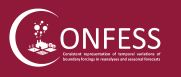 CONFESS
Consistent representation of temporal variations of
boundary forcings in reanalyses and seasonal forecasts